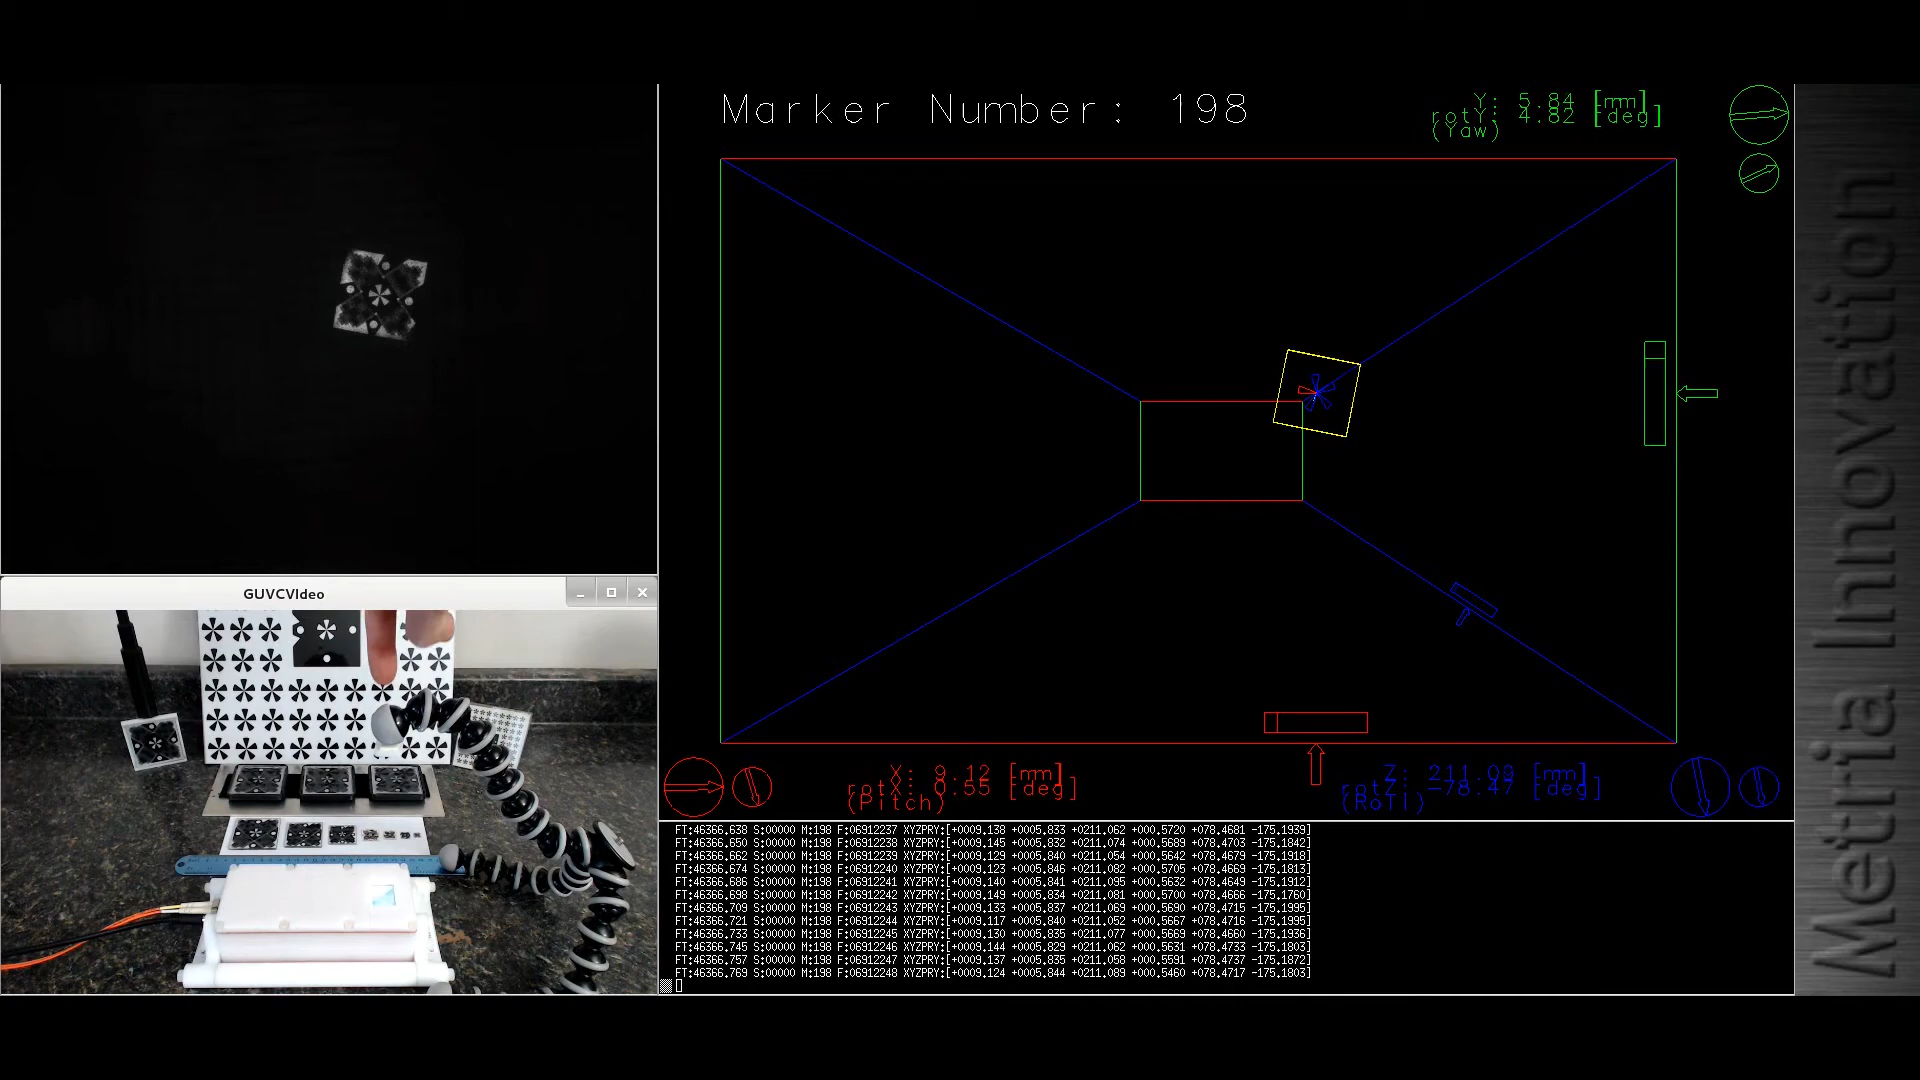 Marker Number: 198
Y: 5.84 [mm]
rotY: 4.82 [deg]
(Yaw)
GUVCVIdeo
X: 9.12 [mm]
rotX: 0.55 [deg]
(Pitch)
Z: 211.09 [mm]
rotZ: -78.47 [deg]
(Roll)
FT:46366.638 S:00000 M:198 F:06912237 XYZPRY:[+0009.138 +0005.833 +0211.062 +000.5720 +078.4681 -175.1939]
FT:46366.650 S:00000 M:198 F:06912238 XYZPRY:[+0009.145 +0005.832 +0211.074 +000.5689 +078.4703 -175.1842]
FT:46366.662 S:00000 M:198 F:06912239 XYZPRY:[+0009.129 +0005.840 +0211.054 +000.5642 +078.4679 -175.1918]
FT:46366.674 S:00000 M:198 F:06912240 XYZPRY:[+0009.123 +0005.846 +0211.082 +000.5705 +078.4669 -175.1813]
FT:46366.686 S:00000 M:198 F:06912241 XYZPRY:[+0009.140 +0005.841 +0211.095 +000.5632 +078.4649 -175.1912]
FT:46366.698 S:00000 M:198 F:06912242 XYZPRY:[+0009.149 +0005.834 +0211.081 +000.5700 +078.4666 -175.1760]
FT:46366.709 S:00000 M:198 F:06912243 XYZPRY:[+0009.133 +0005.837 +0211.069 +000.5690 +078.4715 -175.1995]
FT:46366.721 S:00000 M:198 F:06912244 XYZPRY:[+0009.117 +0005.840 +0211.052 +000.5667 +078.4716 -175.1995]
FT:46366.733 S:00000 M:198 F:06912245 XYZPRY:[+0009.130 +0005.835 +0211.077 +000.5669 +078.4660 -175.1936]
FT:46366.745 S:00000 M:198 F:06912246 XYZPRY:[+0009.144 +0005.829 +0211.062 +000.5631 +078.4733 -175.1803]
FT:46366.757 S:00000 M:198 F:06912247 XYZPRY:[+0009.137 +0005.835 +0211.058 +000.5591 +078.4737 -175.1872]
FT:46366.769 S:00000 M:198 F:06912248 XYZPRY:[+0009.124 +0005.844 +0211.089 +000.5460 +078.4717 -175.1803]
Metria Innovation